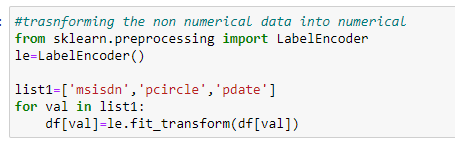 :
#trasnforming the non numerical data into numerical
from sklearn.preprocessing import LabelEncoder
le=LabelEncoder()
list1=['msisdn','pcircle','pdate']
for val in list1:
    df[val]=le.fit_transform(df[val])